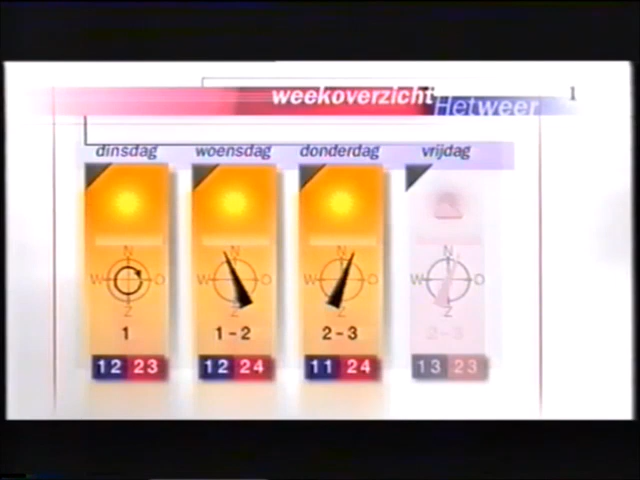 weekoverzicht
Hetweer
1
dinsdag woensdag donderdag vrijdag
N N N N
W O W O W O W O
Z Z Z Z
1 1-2 2-3 2-3
12 23 12 24 11 24 13 23